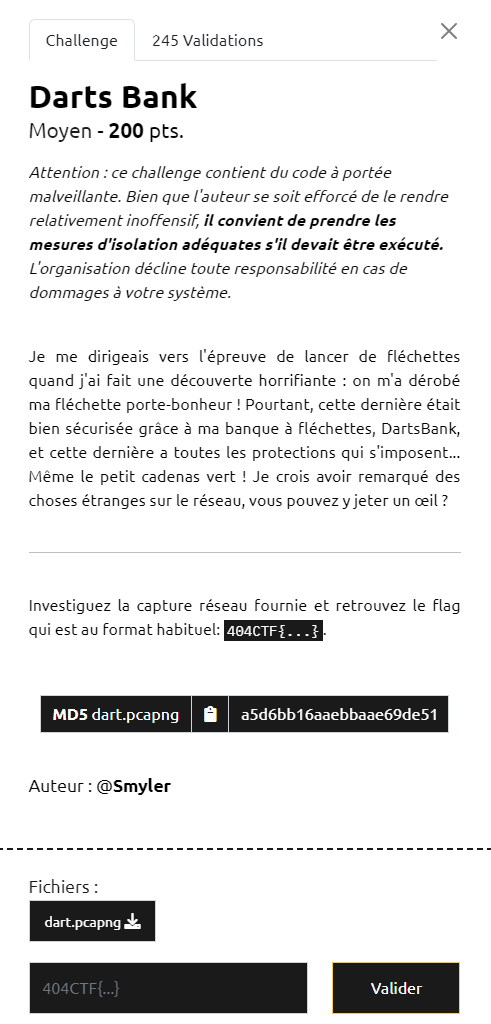 Challenge
245 Validations
Darts Bank
Moyen - 200 pts.
Attention : ce challenge contient du code à portée
malveillante. Bien que l'auteur se soit efforcé de le rendre
relativement inoffensif, il convient de prendre les
mesures d'isolation adéquates s'il devait être exécuté.
L'organisation décline toute responsabilité en cas de
dommages à votre système.
Je me dirigeais vers l'épreuve de lancer de fléchettes
quand j'ai fait une découverte horrifiante : on m'a dérobé
ma fléchette porte-bonheur ! Pourtant, cette dernière était
bien sécurisée grâce à ma banque à fléchettes, DartsBank,
et cette dernière a toutes les protections qui s'imposent...
Même le petit cadenas vert ! Je crois avoir remarqué des
choses étranges sur le réseau, vous pouvez y jeter un œil ?
Investiguez la capture réseau fournie et retrouvez le flag
qui est au format habituel: 404CTF{...}.
MD5 dart.pcapng
a5d6bb16aaebbaae69de51
Auteur : @Smyler
Fichiers :
dart.pcapng
404CTF{...}
Valider